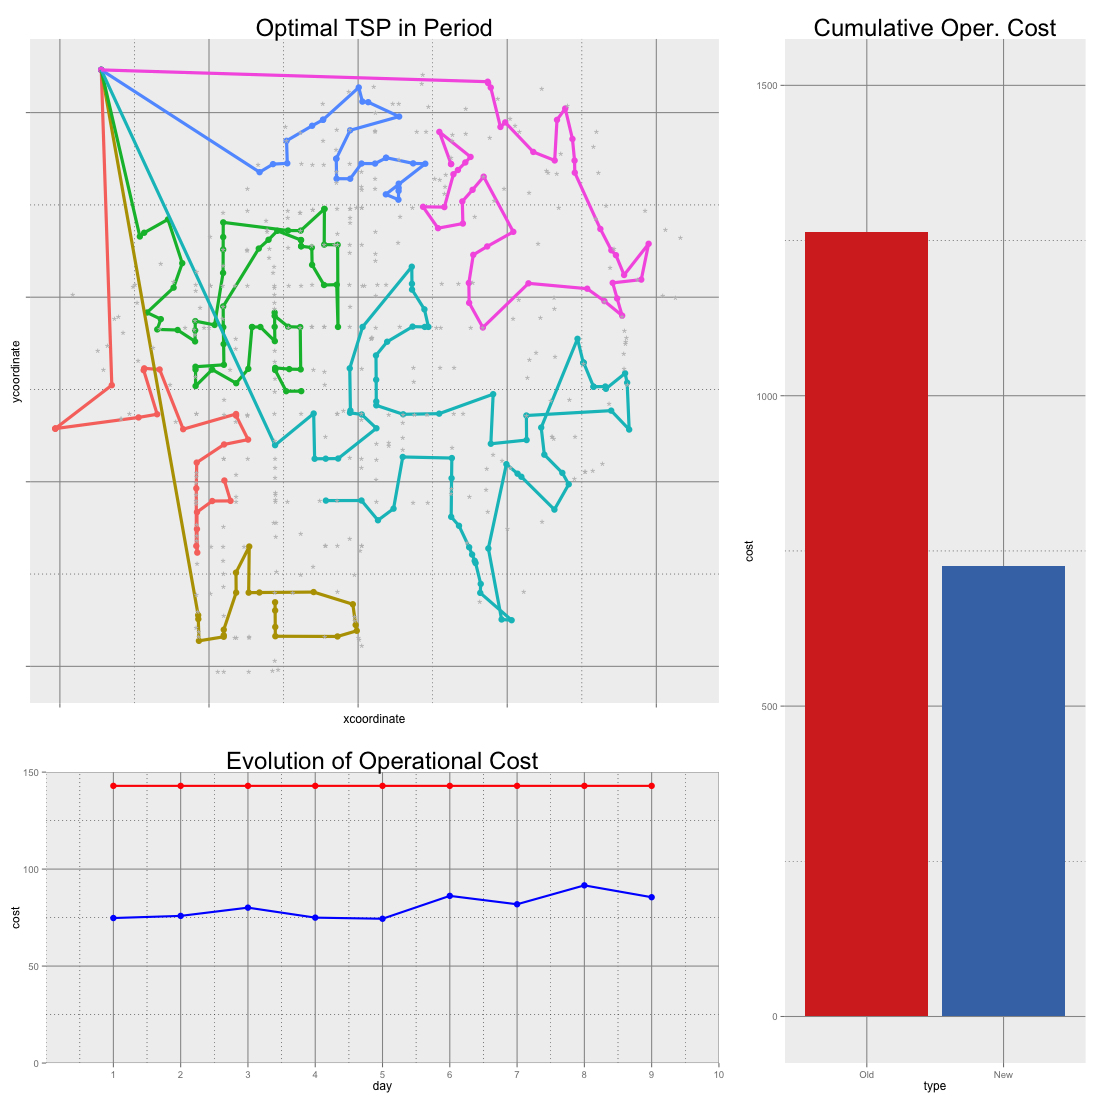 Optimal TSP in Period
ycoordinate
xcoordinate
Evolution of Operational Cost
cost
150
100
50
0
1 2 3 4 5 6 7 8 9 10
day
Cumulative Oper. Cost
cost
1500
1000
500
0
Old New
type